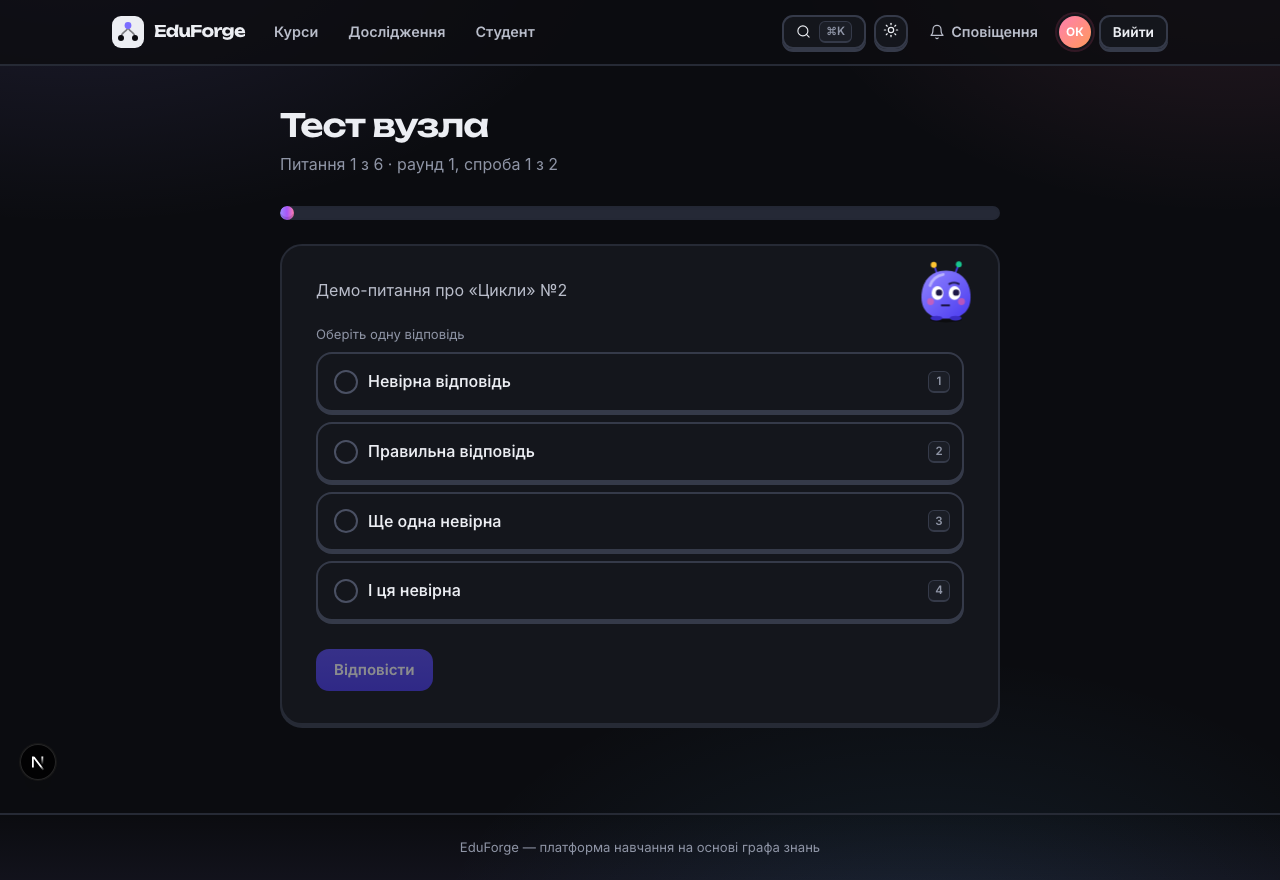 EduForge
Курси
Дослідження
Студент
⌘K
Сповіщення
ОК
Вийти
Тест вузла
Питання 1 з 6 · раунд 1, спроба 1 з 2
Демо-питання про «Цикли» №2
Оберіть одну відповідь
Невірна відповідь 1
Правильна відповідь 2
Ще одна невірна 3
І ця невірна 4
Відповісти
N
EduForge — платформа навчання на основі графа знань